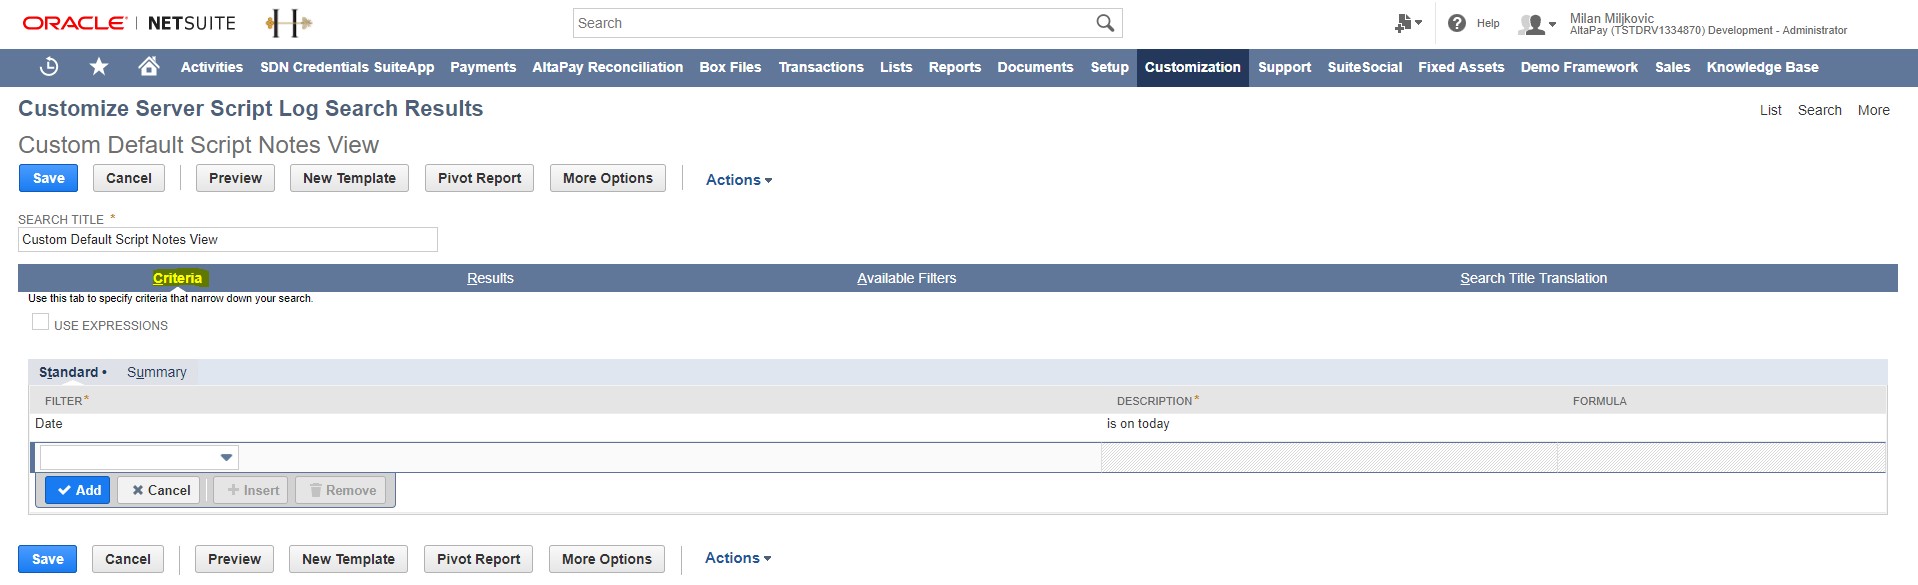 ORACLE | NETSUITE H Search Help Milan Miljkovic
AltaPay (TSTDRV1334870) Development - Administrator
Activities SDN Credentials SuiteApp Payments AltaPay Reconciliation Box Files Transactions Lists Reports Documents Setup Customization Support SuiteSocial Fixed Assets Demo Framework Sales Knowledge Base
Customize Server Script Log Search Results List Search More
Custom Default Script Notes View
Save Cancel Preview New Template Pivot Report More Options Actions
SEARCH TITLE *
Custom Default Script Notes View
Criteria Results Available Filters Search Title Translation
Use this tab to specify criteria that narrow down your search.
USE EXPRESSIONS
Standard • Summary
FILTER * DESCRIPTION * FORMULA
Date is on today
Add Cancel Insert Remove
Save Cancel Preview New Template Pivot Report More Options Actions